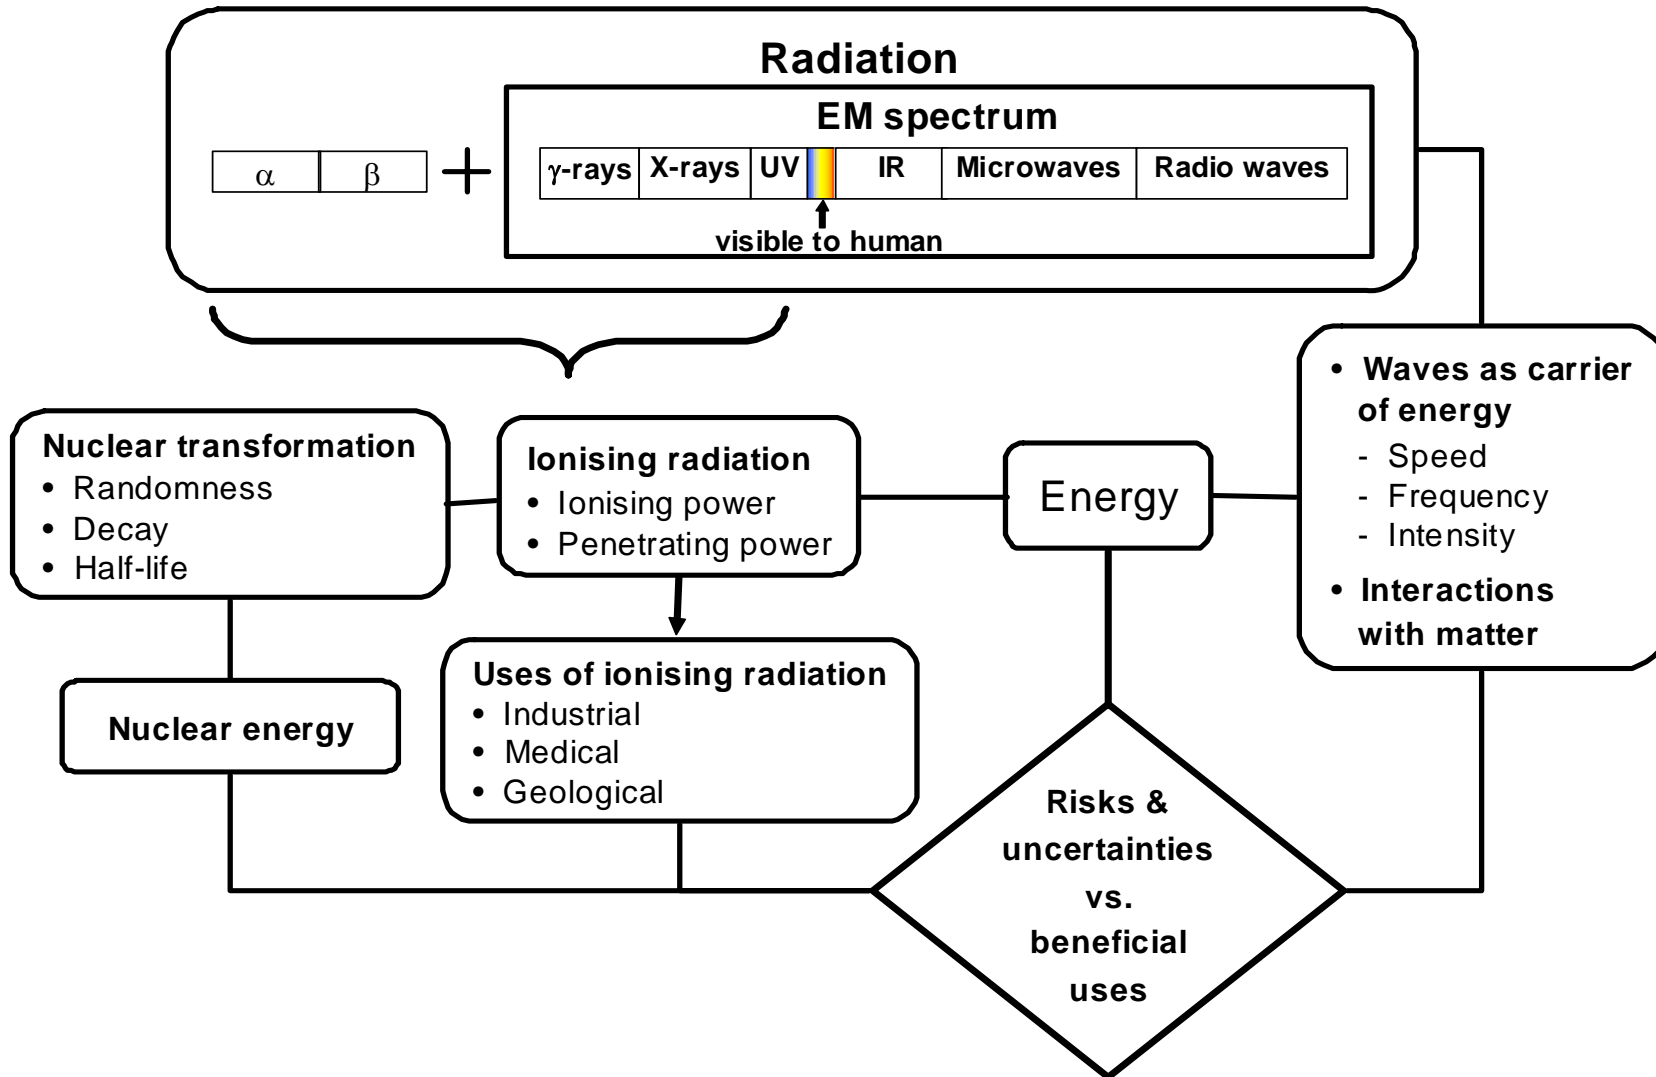 Radiation
EM spectrum
α β + γ-rays X-rays UV IR Microwaves Radio waves
visible to human
Nuclear transformation
• Randomness
• Decay
• Half-life
Ionising radiation
• Ionising power
• Penetrating power
Energy
• Waves as carrier
of energy
- Speed
- Frequency
- Intensity
• Interactions
with matter
Nuclear energy
Uses of ionising radiation
• Industrial
• Medical
• Geological
Risks &
uncertainties
vs.
beneficial
uses